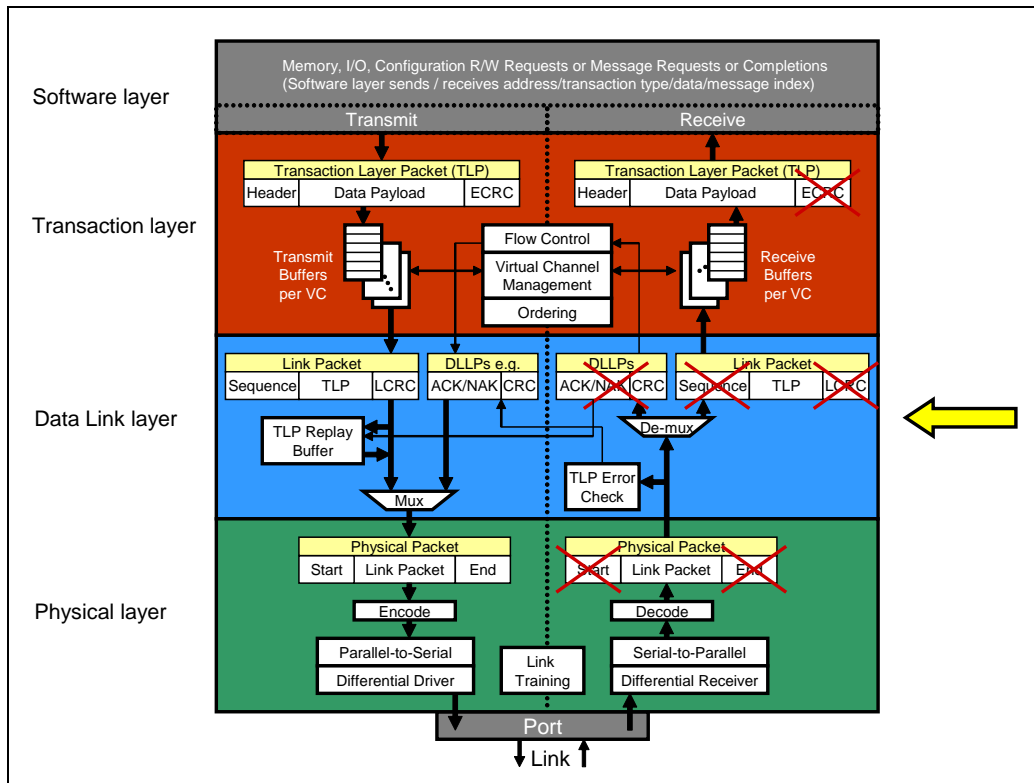 Memory, I/O, Configuration R/W Requests or Message Requests or Completions
(Software layer sends / receives address/transaction type/data/message index)
Software layer
Transmit
Receive
Transaction Layer Packet (TLP)
Header
Data Payload
ECRC
Transaction Layer Packet (TLP)
Header
Data Payload
ECRC
Transaction layer
Transmit
Buffers
per VC
Flow Control
Virtual Channel
Management
Ordering
Receive
Buffers
per VC
Link Packet
Sequence
TLP
LCRC
DLLPs e.g.
ACK/NAK
CRC
DLLPs
ACK/NAK
CRC
Link Packet
Sequence
TLP
LCRC
Data Link layer
TLP Replay
Buffer
De-mux
TLP Error
Check
Mux
Physical Packet
Start
Link Packet
End
Physical Packet
Start
Link Packet
End
Physical layer
Encode
Decode
Parallel-to-Serial
Differential Driver
Link
Training
Serial-to-Parallel
Differential Receiver
Port
Link